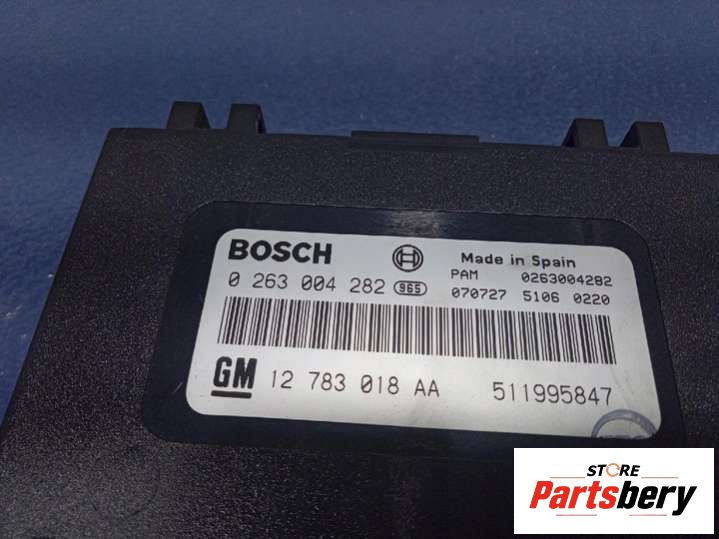 BOSCH
Made in Spain
0 263 004 282 965
PAM 0263004282
070727 5106 0220
GM 12 783 018 AA 511995847
STORE
Partsbery